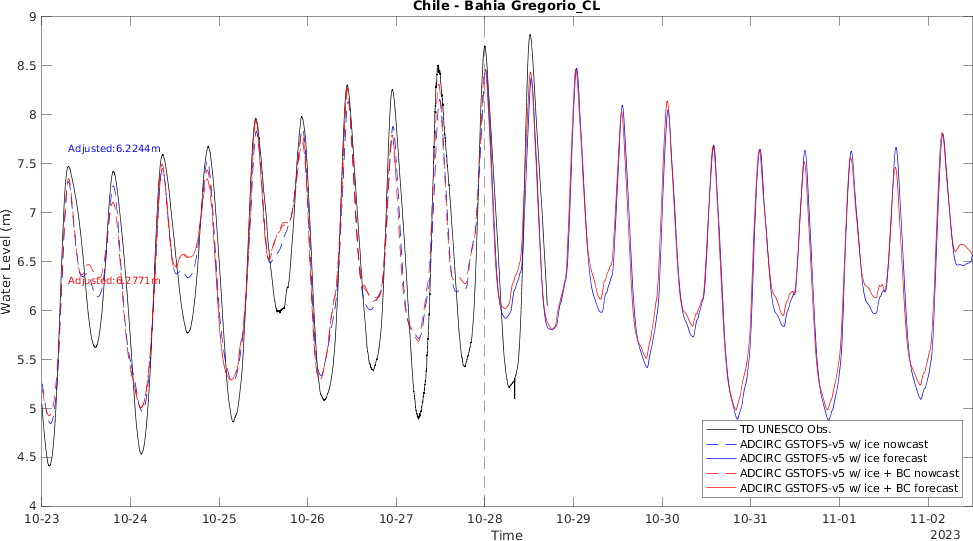 Chile - Bahia Gregorio_CL
9
8.5
8
7.5
7
6.5
6
5.5
5
4.5
4
Water Level (m)
Adjusted:6.2244m
Adjusted:6.2771m
TD UNESCO Obs.
ADCIRC GSTOFS-v5 w/ ice nowcast
ADCIRC GSTOFS-v5 w/ ice forecast
ADCIRC GSTOFS-v5 w/ ice + BC nowcast
ADCIRC GSTOFS-v5 w/ ice + BC forecast
10-23 10-24 10-25 10-26 10-27 10-28 10-29 10-30 10-31 11-01 11-02
Time
2023